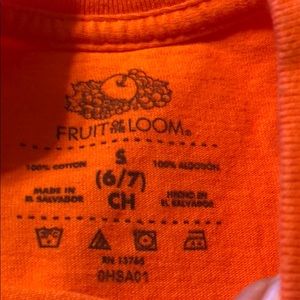 FRUIT OF THE LOOM®
S
100% COTTON 100% ALGODÓN
(6/7)
MADE IN HECHO EN
EL SALVADOR EL SALVADOR
CH
RN 13765
0HSA01